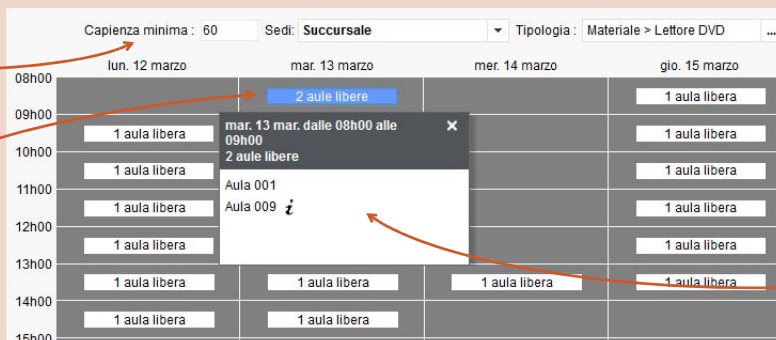 Capienza minima : 60 Sedi: Succursale Tipologia : Materiale > Lettore DVD ...
lun. 12 marzo mar. 13 marzo mer. 14 marzo gio. 15 marzo
08h00
2 aule libere 1 aula libera
09h00
mar. 13 mar. dalle 08h00 alle
09h00
2 aule libere
1 aula libera 1 aula libera
10h00
1 aula libera Aula 001 1 aula libera
11h00
1 aula libera Aula 009 i 1 aula libera
12h00
1 aula libera 1 aula libera
13h00
1 aula libera 1 aula libera 1 aula libera 1 aula libera
14h00
1 aula libera 1 aula libera
15h00